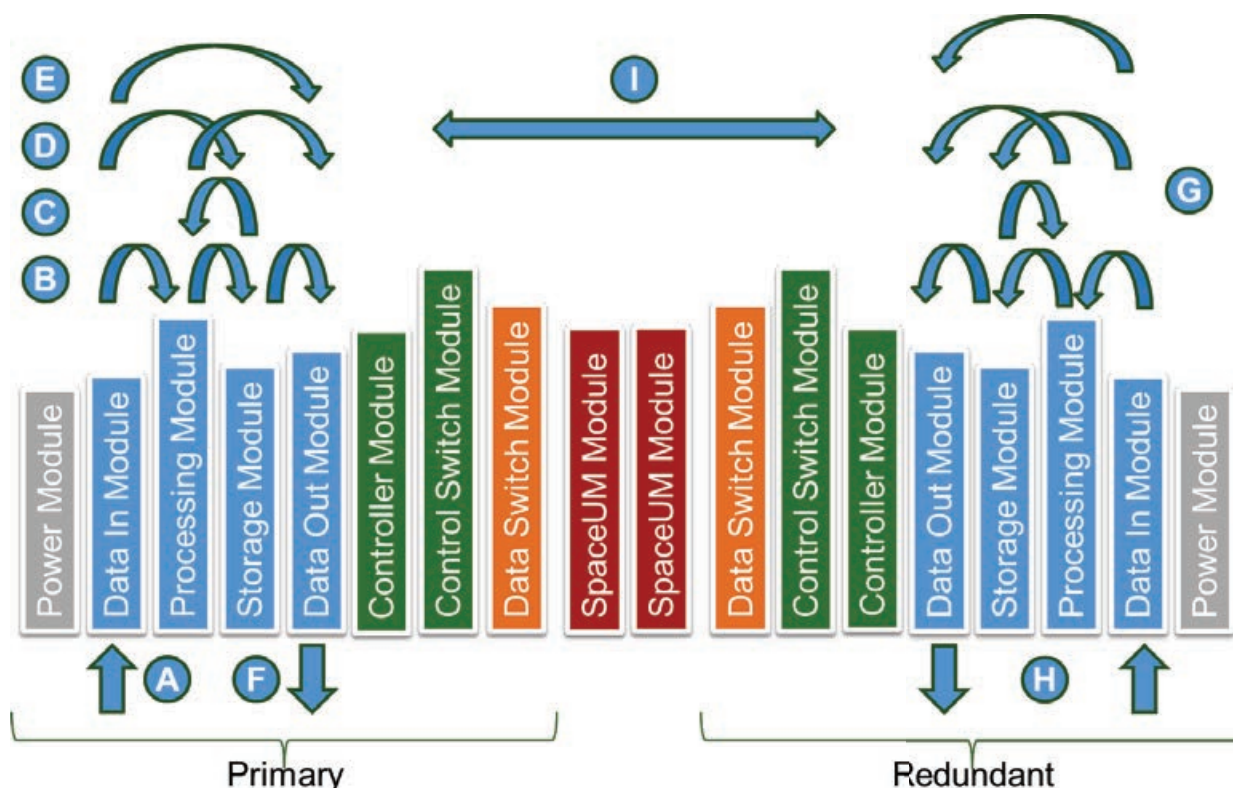 E
I
D
C
G
B
Power Module
Data In Module
Processing Module
Storage Module
Data Out Module
Controller Module
Control Switch Module
Data Switch Module
SpaceUM Module
SpaceUM Module
Data Switch Module
Control Switch Module
Controller Module
Data Out Module
Storage Module
Processing Module
Data In Module
Power Module
A
F
H
Primary
Redundant